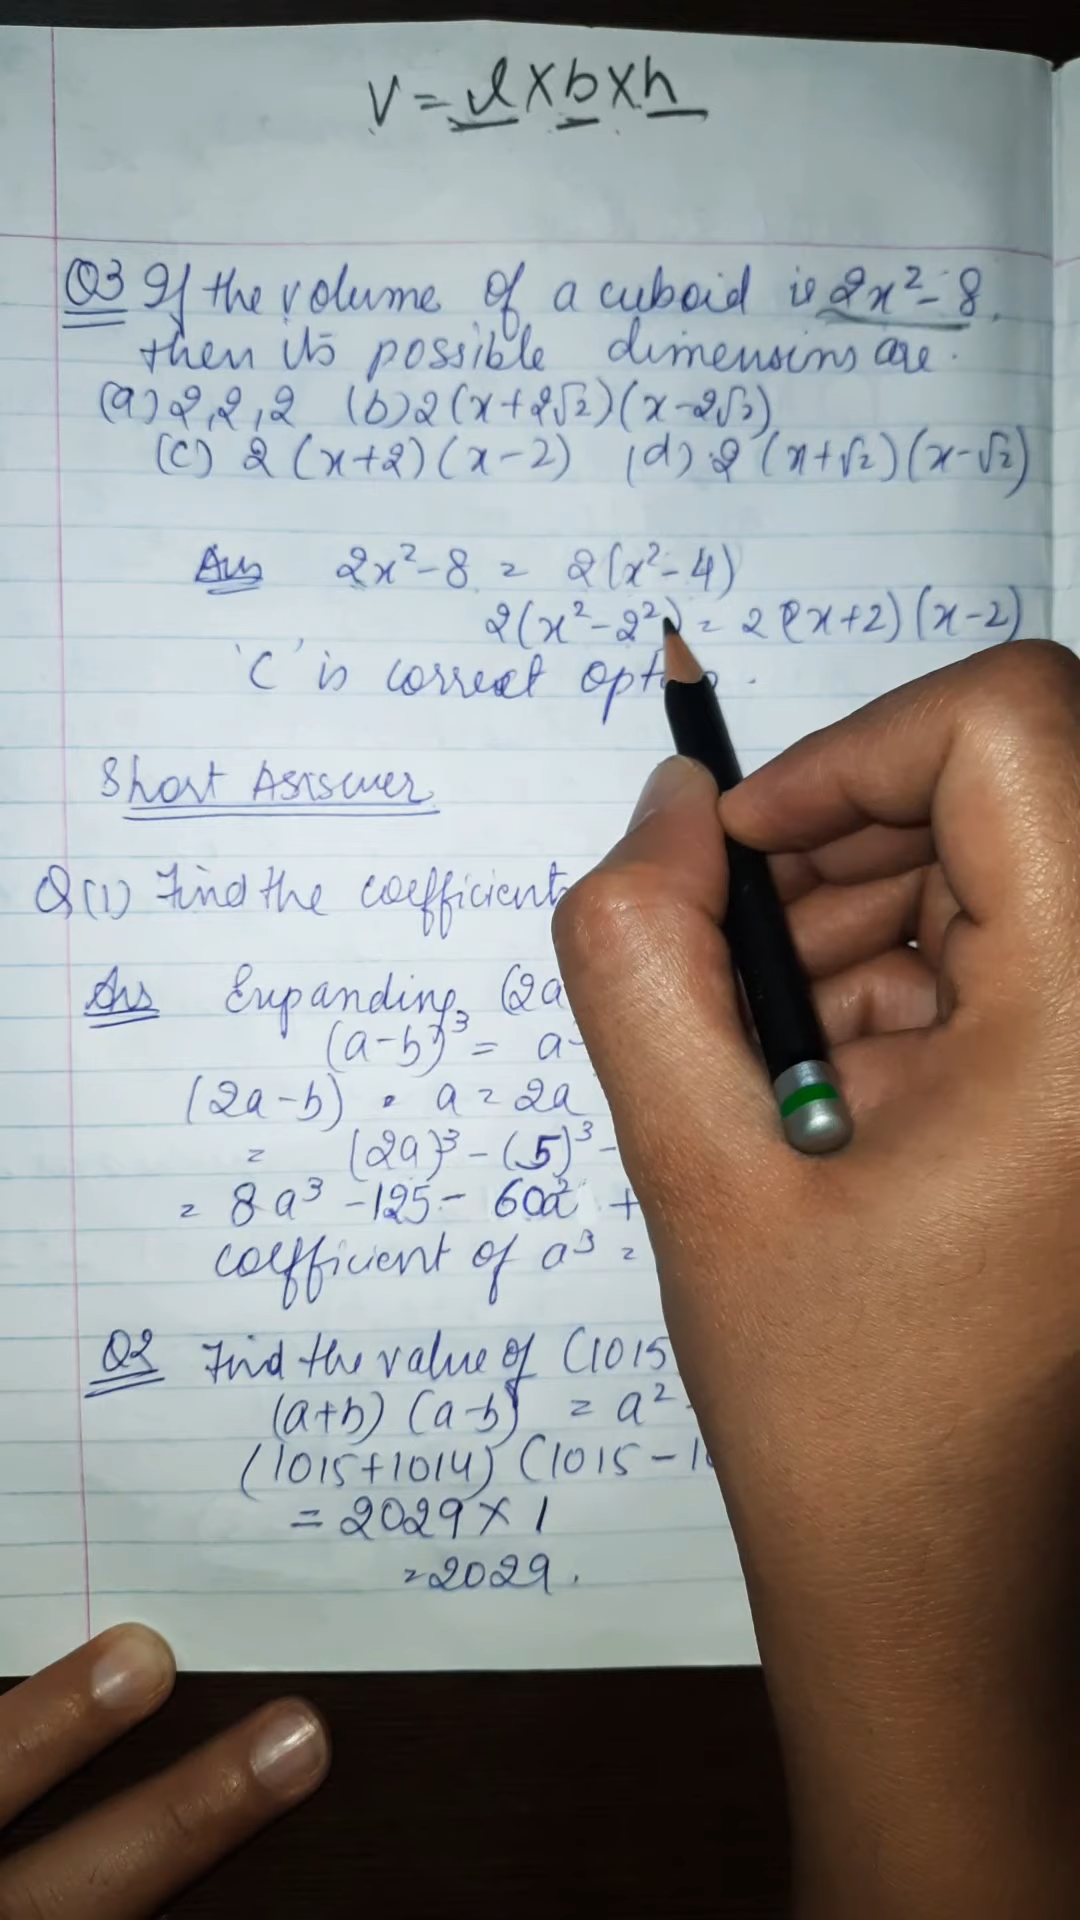 V = l × b × h
Q3 If the volume of a cuboid is 2x² - 8.
then its possible dimensins are.
(a) 2, 2, 2 (b) 2 (x + 2√2) (x - 2√2)
(c) 2 (x+2) (x - 2) (d) 2 (x + √2) (x - √2)
Ans 2x² - 8 = 2(x² - 4)
2(x² - 2²) = 2 (x+2) (x-2)
'C' is correct
Short Answer
Q(1) Find the coefficient
Ans Expanding (2a
(a-b)³ = a³
(2a-b) • a = 2a
= (2a)³ - (5)³ -
= 8a³ - 125 - 60a² +
coefficient of a³ =
Q2 Find the value of (1015
(a+b) (a-b) = a²
(1015+1014) (1015 - 10
= 2029 × 1
= 2029.